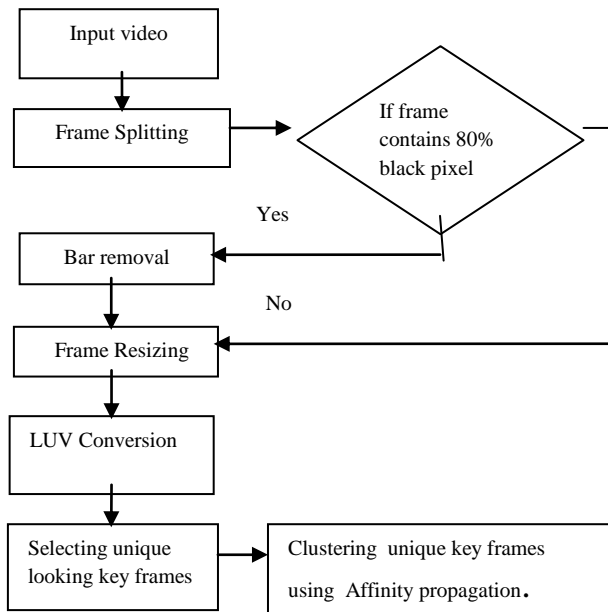 Input video
Frame Splitting
If frame
contains 80%
black pixel
Yes
Bar removal
No
Frame Resizing
LUV Conversion
Selecting unique
looking key frames
Clustering unique key frames
using Affinity propagation.